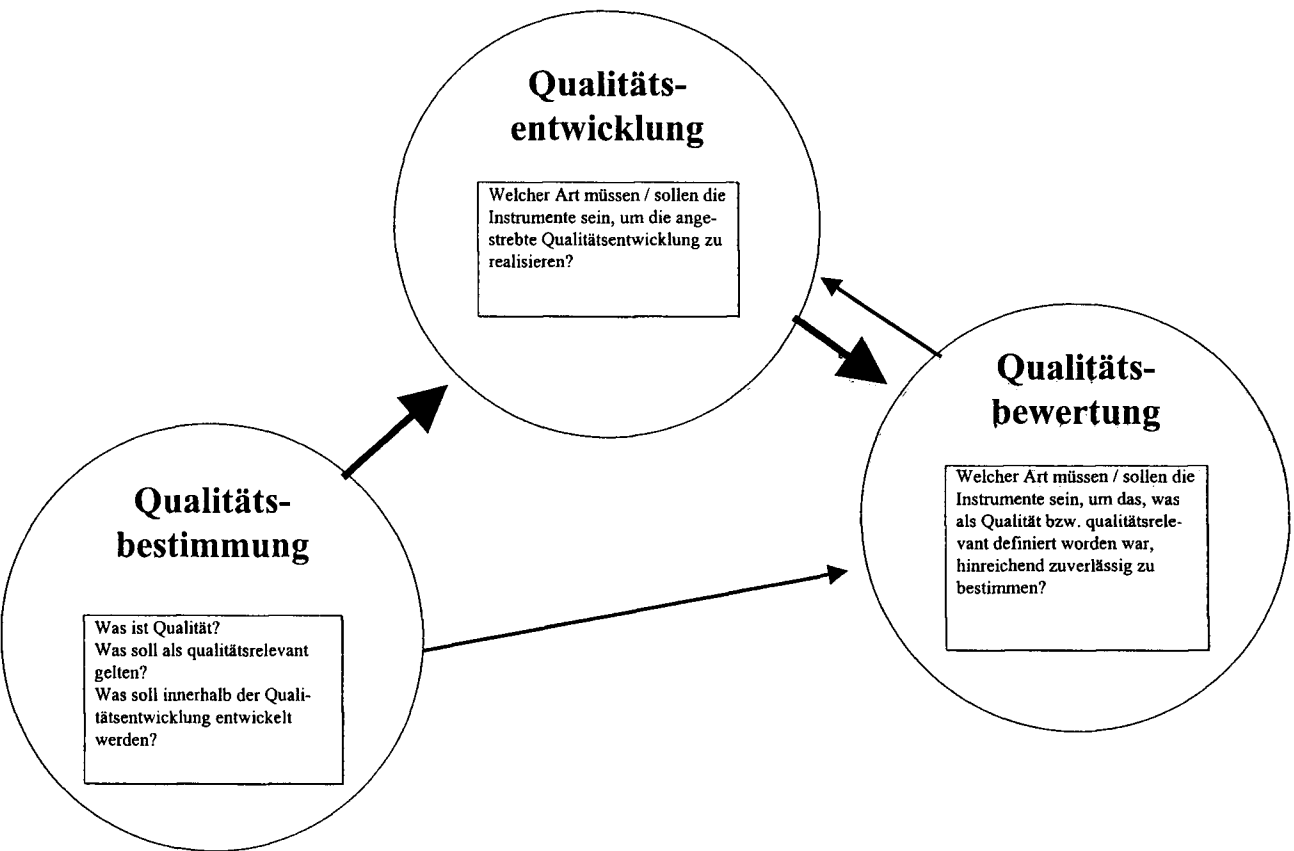 Qualitäts-
entwicklung
Welcher Art müssen / sollen die
Instrumente sein, um die ange-
strebte Qualitätsentwicklung zu
realisieren?
Qualitäts-
bewertung
Welcher Art müssen / sollen die
Instrumente sein, um das, was
als Qualität bzw. qualitätsrele-
vant definiert worden war,
hinreichend zuverlässig zu
bestimmen?
Qualitäts-
bestimmung
Was ist Qualität?
Was soll als qualitätsrelevant
gelten?
Was soll innerhalb der Quali-
tätsentwicklung entwickelt
werden?